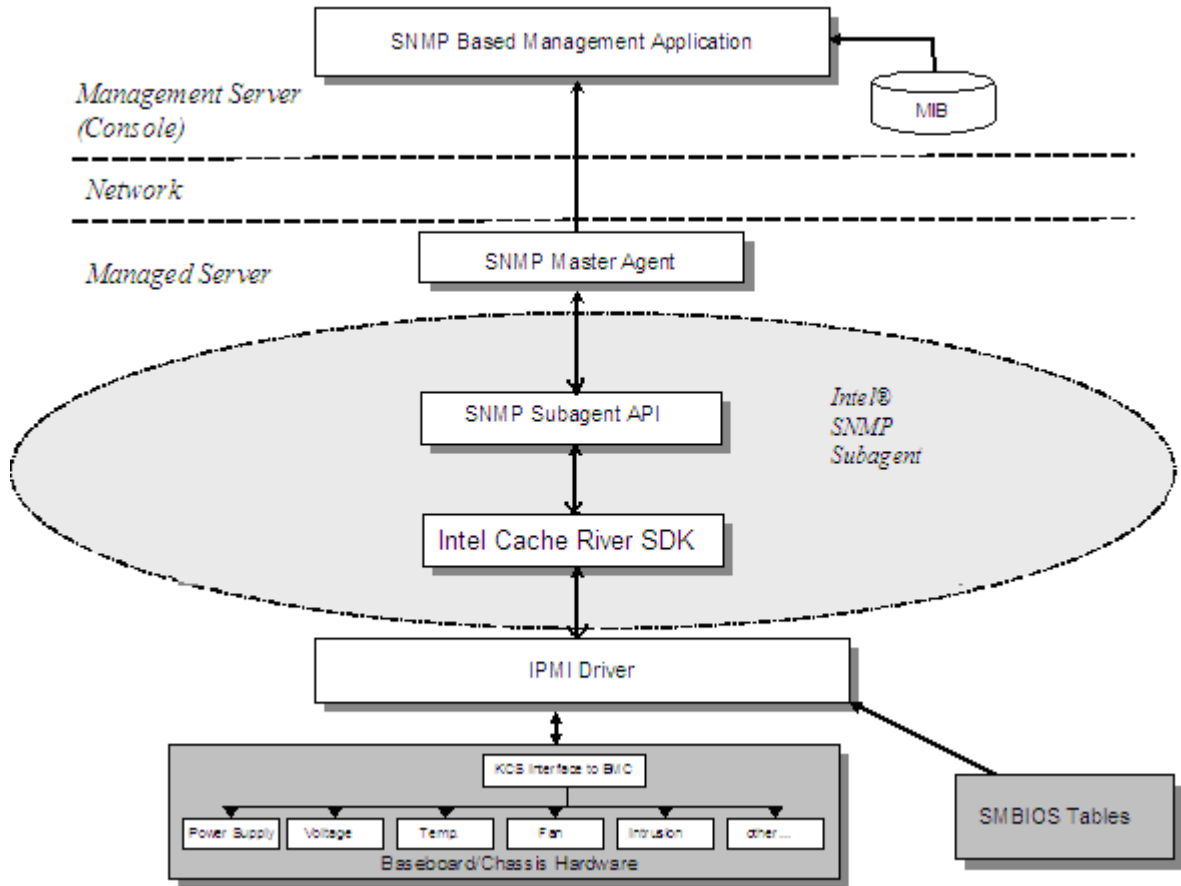 SNMP Based Management Application
Management Server
(Console)
MIB
Network
SNMP Master Agent
Managed Server
SNMP Subagent API
Intel®
SNMP
Subagent
Intel Cache River SDK
IPMI Driver
KCS Interface to BMC
Power Supply
Voltage
Temp.
Fan
Intrusion
other....
Baseboard/Chassis Hardware
SMBIOS Tables